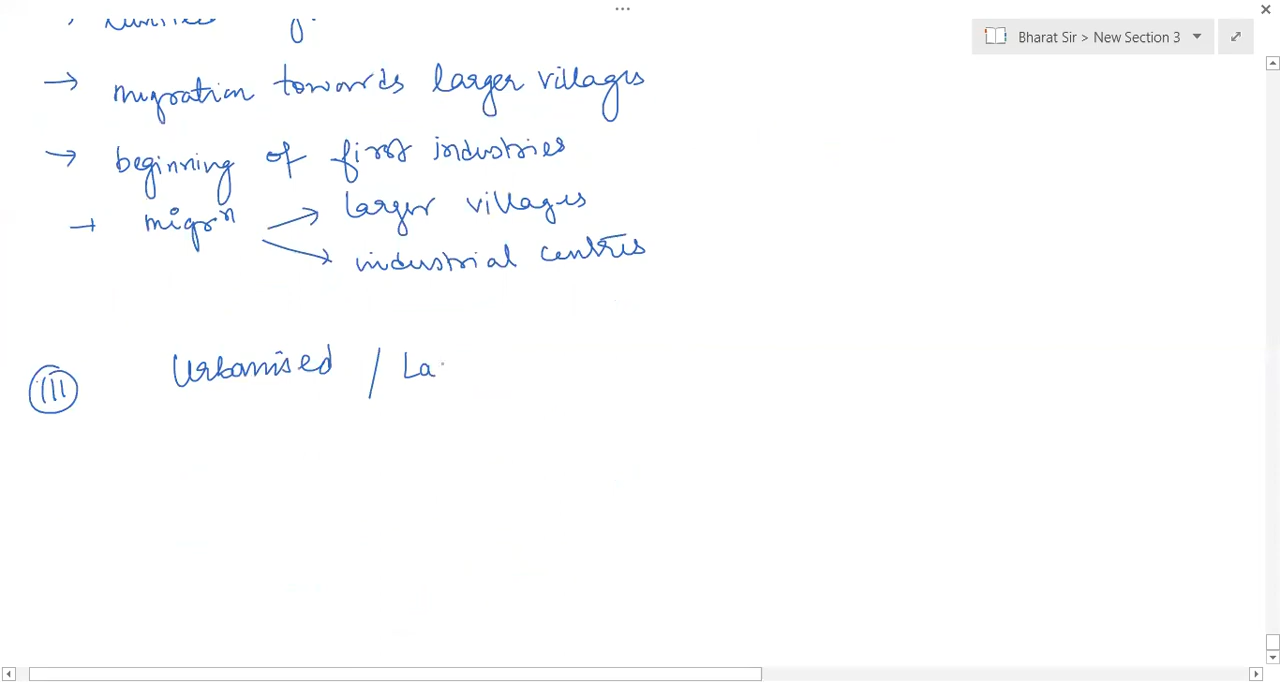 ...
Bharat Sir > New Section 3
→ migration towards larger villages
→ beginning of first industries
→ migrⁿ → larger villages
→ industrial centres
(III) Urbanised / La